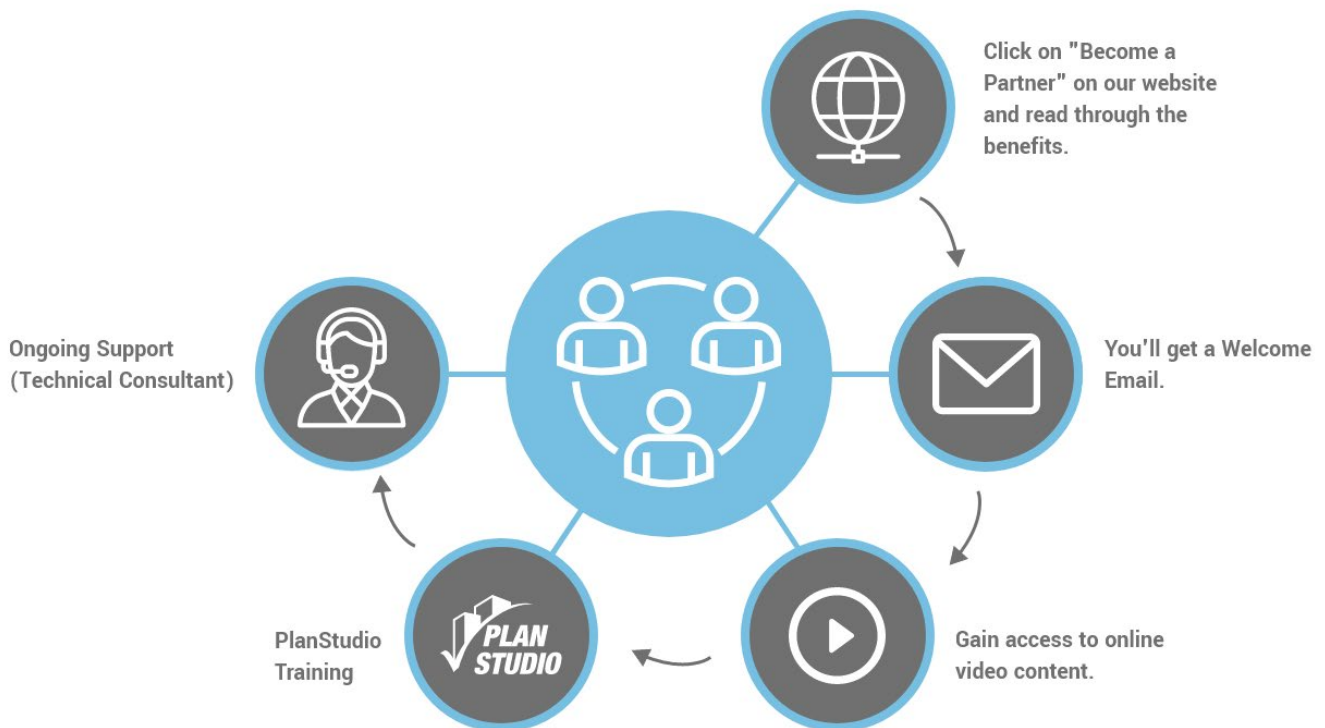 Click on "Become a
Partner" on our website
and read through the
benefits.
You'll get a Welcome
Email.
Gain access to online
video content.
PLAN
STUDIO
PlanStudio
Training
Ongoing Support
(Technical Consultant)